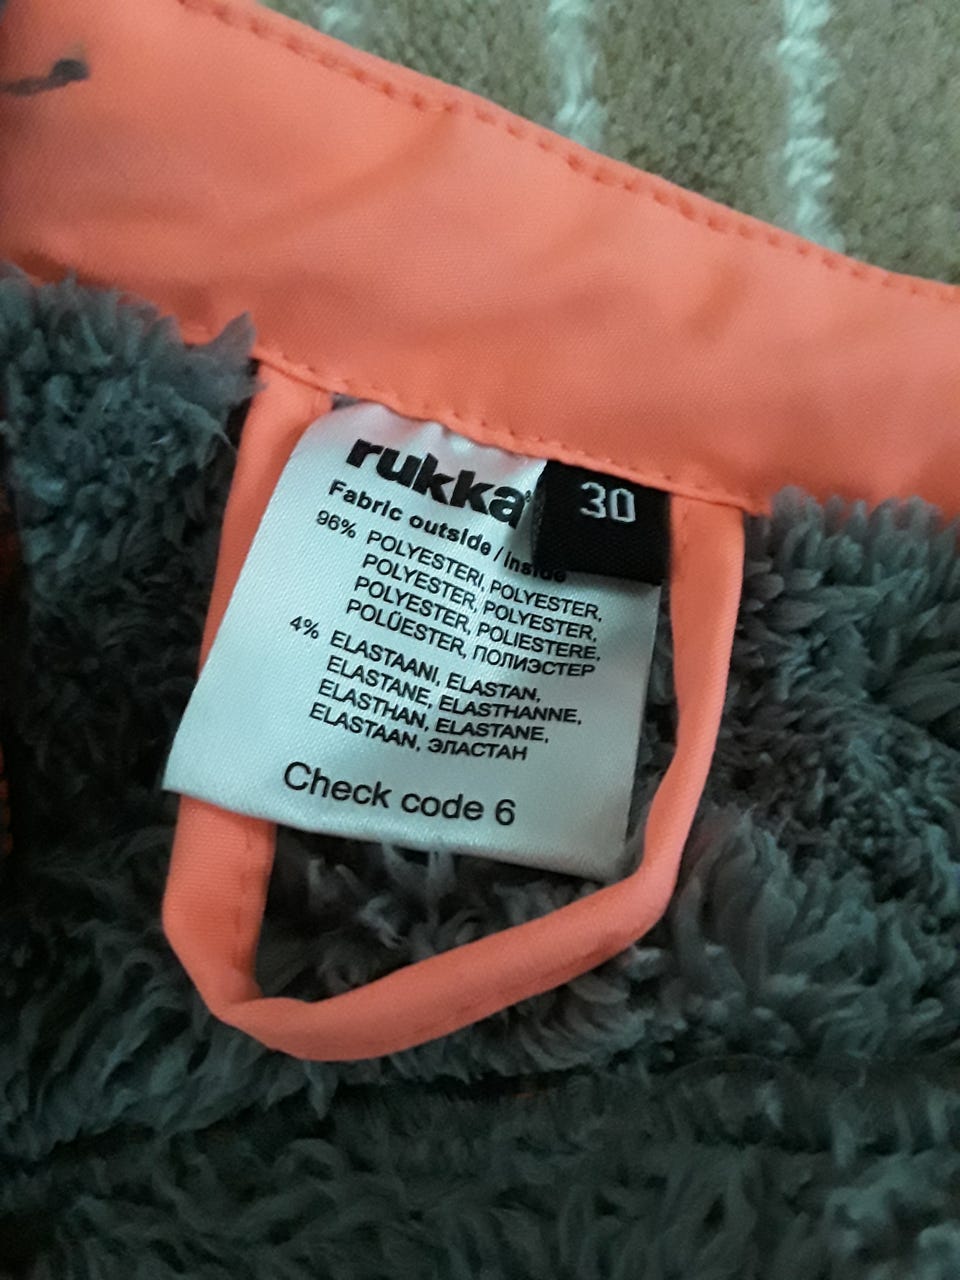 rukka
30
Fabric outside / Inside
96% POLYESTERI, POLYESTER,
POLYESTER, POLYESTER,
POLYESTER, POLIESTERE,
POLÜESTER, ПОЛИЭСТЕР
4% ELASTAANI, ELASTAN,
ELASTANE, ELASTHANNE,
ELASTHAN, ELASTANE,
ELASTAAN, ЭЛАСТАН
Check code 6